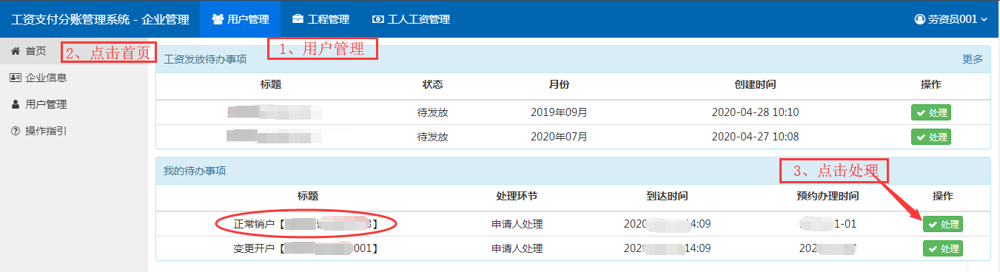 工资支付分账管理系统 - 企业管理 用户管理 工程管理 工人工资管理 劳资员001
首页 2、点击首页 1、用户管理
企业信息
用户管理
操作指引
工资发放待办事项 更多
标题 状态 月份 创建时间 操作
待发放 2019年09月 2020-04-28 10:10 处理
待发放 2020年07月 2020-04-27 10:08 处理
我的待办事项 3、点击处理
标题 处理环节 到达时间 预约办理时间 操作
正常销户【 】 申请人处理 2020 14:09 1-01 处理
变更开户【 001】 申请人处理 202 14:09 202 处理